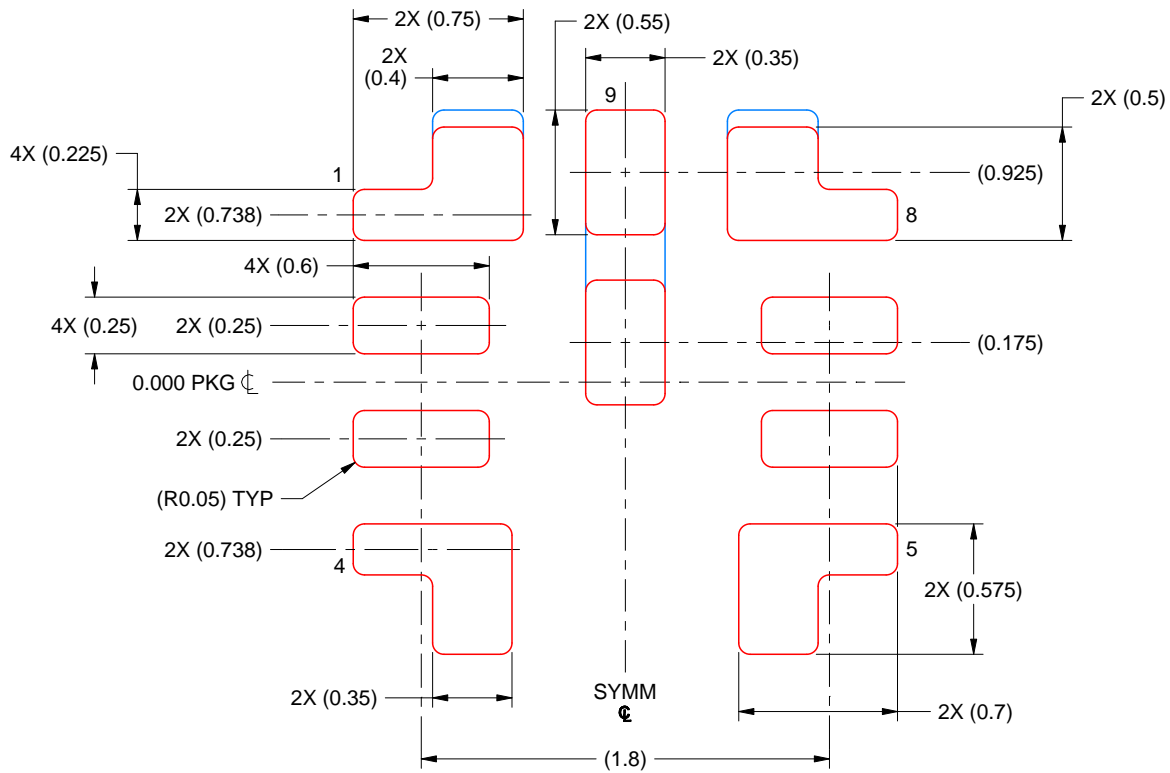 2X (0.75)
2X (0.55)
2X
(0.4)
2X (0.35)
9
2X (0.5)
4X (0.225)
1
(0.925)
2X (0.738)
8
4X (0.6)
4X (0.25)
2X (0.25)
(0.175)
0.000 PKG ℄
2X (0.25)
(R0.05) TYP
2X (0.738)
4
5
2X (0.575)
2X (0.35)
SYMM
℄
2X (0.7)
(1.8)